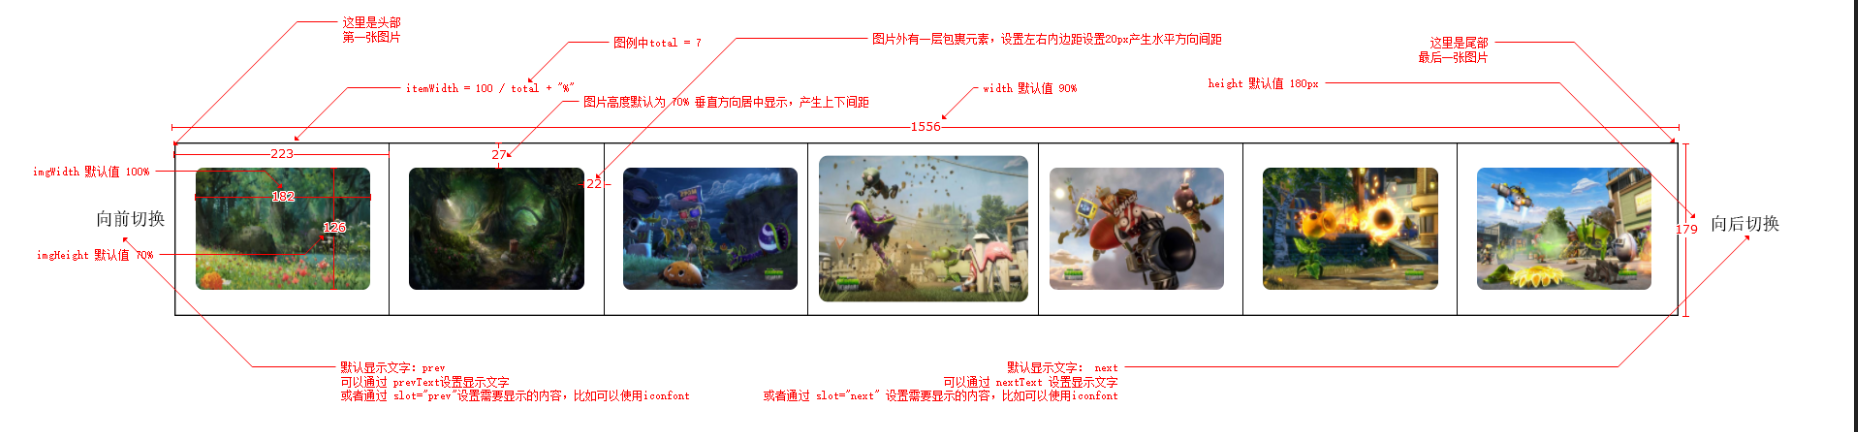 这里是头部
第一张图片
图例中total = 7
图片外有一层包裹元素，设置左右内边距设置20px产生水平方向间距
这里是尾部
最后一张图片
itemWidth = 100 / total + "%"
width 默认值 90%
height 默认值 180px
图片高度默认为 70% 垂直方向居中显示，产生上下间距
1556
223
27
imgWidth 默认值 100%
182
22
向前切换
126
179
向后切换
imgHeight 默认值 70%
默认显示文字: prev
可以通过 prevText设置显示文字
或者通过 slot="prev"设置需要显示的内容，比如可以使用iconfont
默认显示文字: next
可以通过 nextText 设置显示文字
或者通过 slot="next" 设置需要显示的内容，比如可以使用iconfont